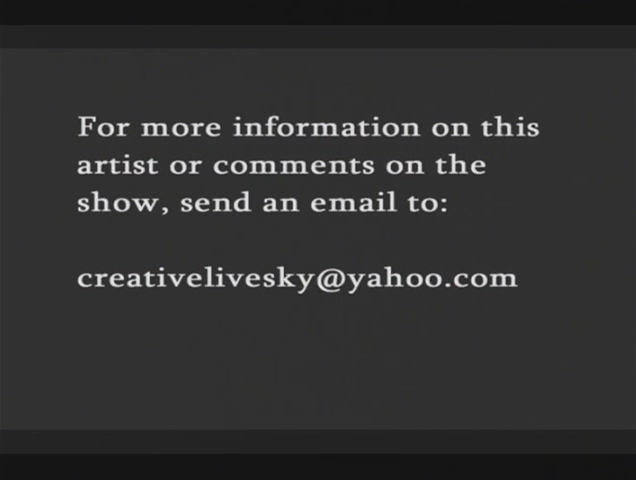 For more information on this
artist or comments on the
show, send an email to:
creativelivesky@yahoo.com